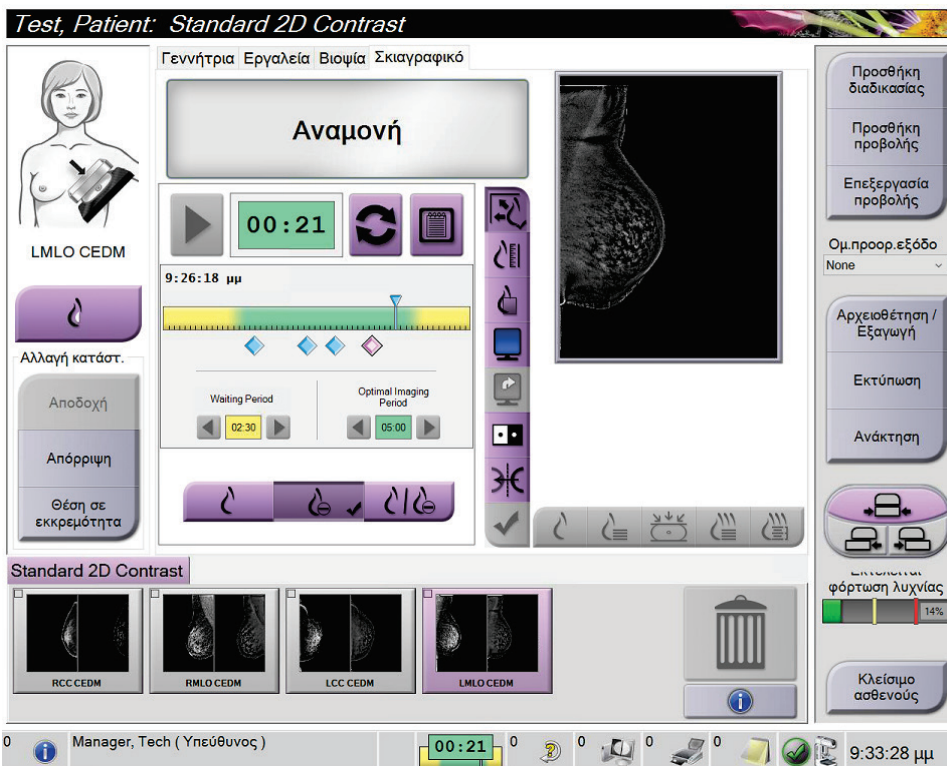 Test, Patient: Standard 2D Contrast
Γεννήτρια Εργαλεία Βιοψία Σκιαγραφικό
Αναμονή
00:21
9:26:18 μμ
Waiting Period
02:30
Optimal Imaging
Period
05:00
LMLO CEDM
Αλλαγή κατάστ.
Αποδοχή
Απόρριψη
Θέση σε
εκκρεμότητα
Προσθήκη
διαδικασίας
Προσθήκη
προβολής
Επεξεργασία
προβολής
Ομ.προορ.εξόδο
None
Αρχειοθέτηση /
Εξαγωγή
Εκτύπωση
Ανάκτηση
φόρτωση λυχνίας
14%
Κλείσιμο
ασθενούς
Standard 2D Contrast
RCC CEDM
RMLO CEDM
LCC CEDM
LMLO CEDM
0
Manager, Tech ( Υπεύθυνος )
00:21
0
0
0
0
9:33:28 μμ